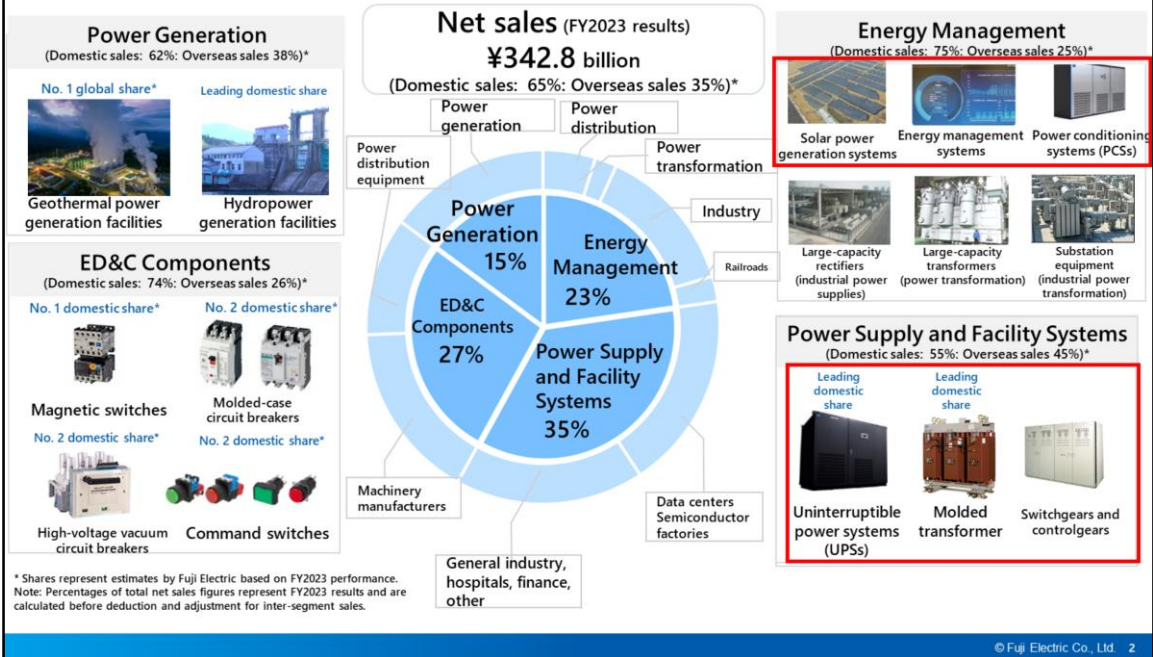 Net sales (FY2023 results)
¥342.8 billion
(Domestic sales: 65%: Overseas sales 35%)*
Power Generation
(Domestic sales: 62%: Overseas sales 38%)*
No. 1 global share*
Leading domestic share
Geothermal power
generation facilities
Hydropower
generation facilities
ED&C Components
(Domestic sales: 74%: Overseas sales 26%)*
No. 1 domestic share*
No. 2 domestic share*
Magnetic switches
Molded-case
circuit breakers
No. 2 domestic share*
No. 2 domestic share*
High-voltage vacuum
circuit breakers
Command switches
Power
generation
Power
distribution
Power
distribution
equipment
Power
transformation
Industry
Railroads
Power
Generation
15%
Energy
Management
23%
ED&C
Components
27%
Power Supply
and Facility
Systems
35%
Machinery
manufacturers
Data centers
Semiconductor
factories
General industry,
hospitals, finance,
other
Energy Management
(Domestic sales: 75%: Overseas sales 25%)*
Solar power
generation systems
Energy management
systems
Power conditioning
systems (PCSs)
Large-capacity
rectifiers
(industrial power
supplies)
Large-capacity
transformers
(power transformation)
Substation
equipment
(industrial power
transformation)
Power Supply and Facility Systems
(Domestic sales: 55%: Overseas sales 45%)*
Leading
domestic
share
Leading
domestic
share
Uninterruptible
power systems
(UPSs)
Molded
transformer
Switchgears and
controlgears
* Shares represent estimates by Fuji Electric based on FY2023 performance.
Note: Percentages of total net sales figures represent FY2023 results and are
calculated before deduction and adjustment for inter-segment sales.
© Fuji Electric Co., Ltd. 2